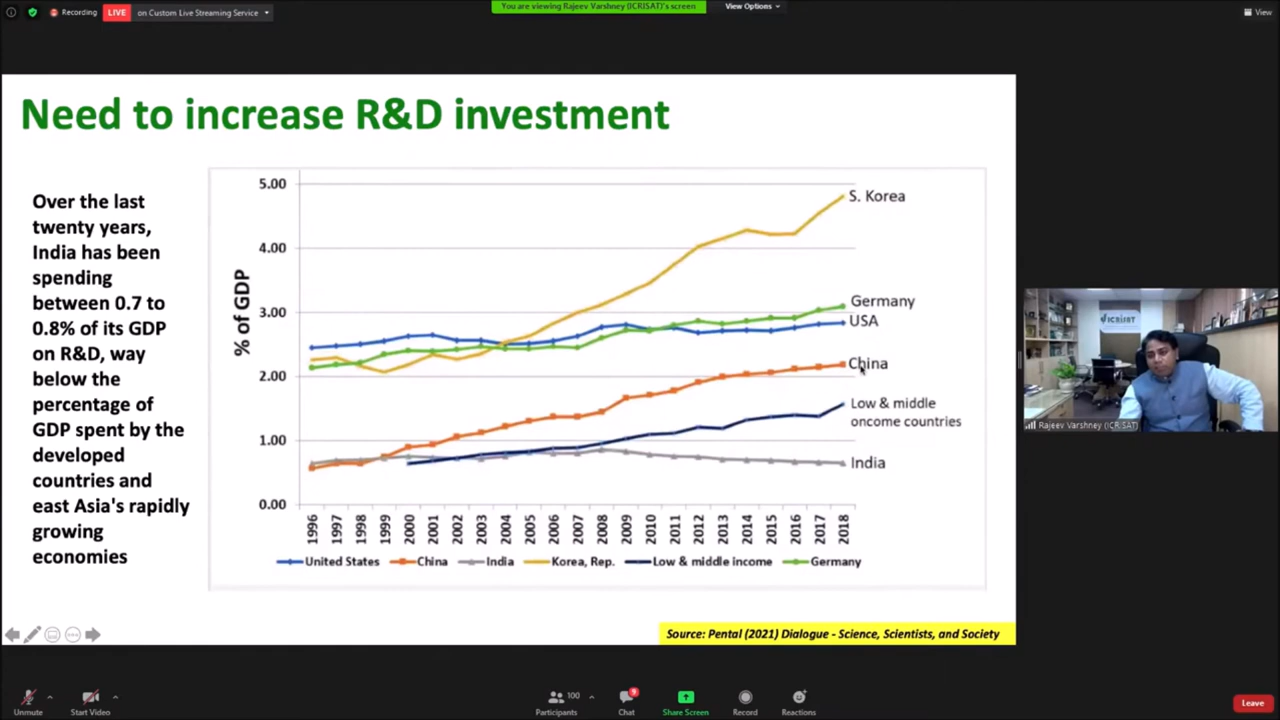 Recording
LIVE
on Custom Live Streaming Service
You are viewing Rajeev Varshney (ICRISAT)'s screen
View Options
View
Need to increase R&D investment
Over the last
twenty years,
India has been
spending
between 0.7 to
0.8% of its GDP
on R&D, way
below the
percentage of
GDP spent by the
developed
countries and
east Asia's rapidly
growing
economies
% of GDP
5.00
4.00
3.00
2.00
1.00
0.00
S. Korea
Germany
USA
China
Low & middle
oncome countries
India
1996
1997
1998
1999
2000
2001
2002
2003
2004
2005
2006
2007
2008
2009
2010
2011
2012
2013
2014
2015
2016
2017
2018
United States China India Korea, Rep. Low & middle income Germany
Source: Pental (2021) Dialogue - Science, Scientists, and Society
ICRISAT
Rajeev Varshney (ICRISAT)
Unmute
Start Video
100
Participants
9
Chat
Share Screen
Record
Reactions
Leave